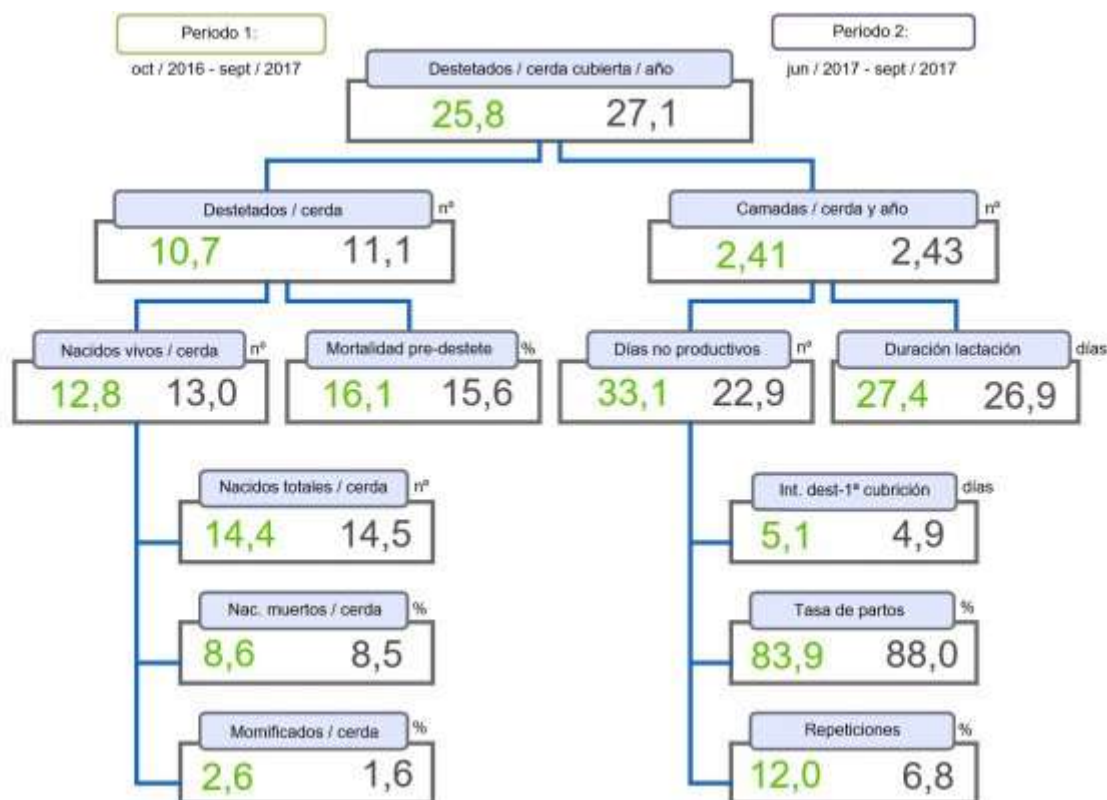 Periodo 1:
oct / 2016 - sept / 2017
Periodo 2:
jun / 2017 - sept / 2017
Destetados / cerda cubierta / año
25,8 27,1
Destetados / cerda nº
10,7 11,1
Camadas / cerda y año nº
2,41 2,43
Nacidos vivos / cerda nº
12,8 13,0
Mortalidad pre-destete %
16,1 15,6
Días no productivos nº
33,1 22,9
Duración lactación días
27,4 26,9
Nacidos totales / cerda nº
14,4 14,5
Nac. muertos / cerda %
8,6 8,5
Momificados / cerda %
2,6 1,6
Int. dest-1ª cubrición días
5,1 4,9
Tasa de partos %
83,9 88,0
Repeticiones %
12,0 6,8